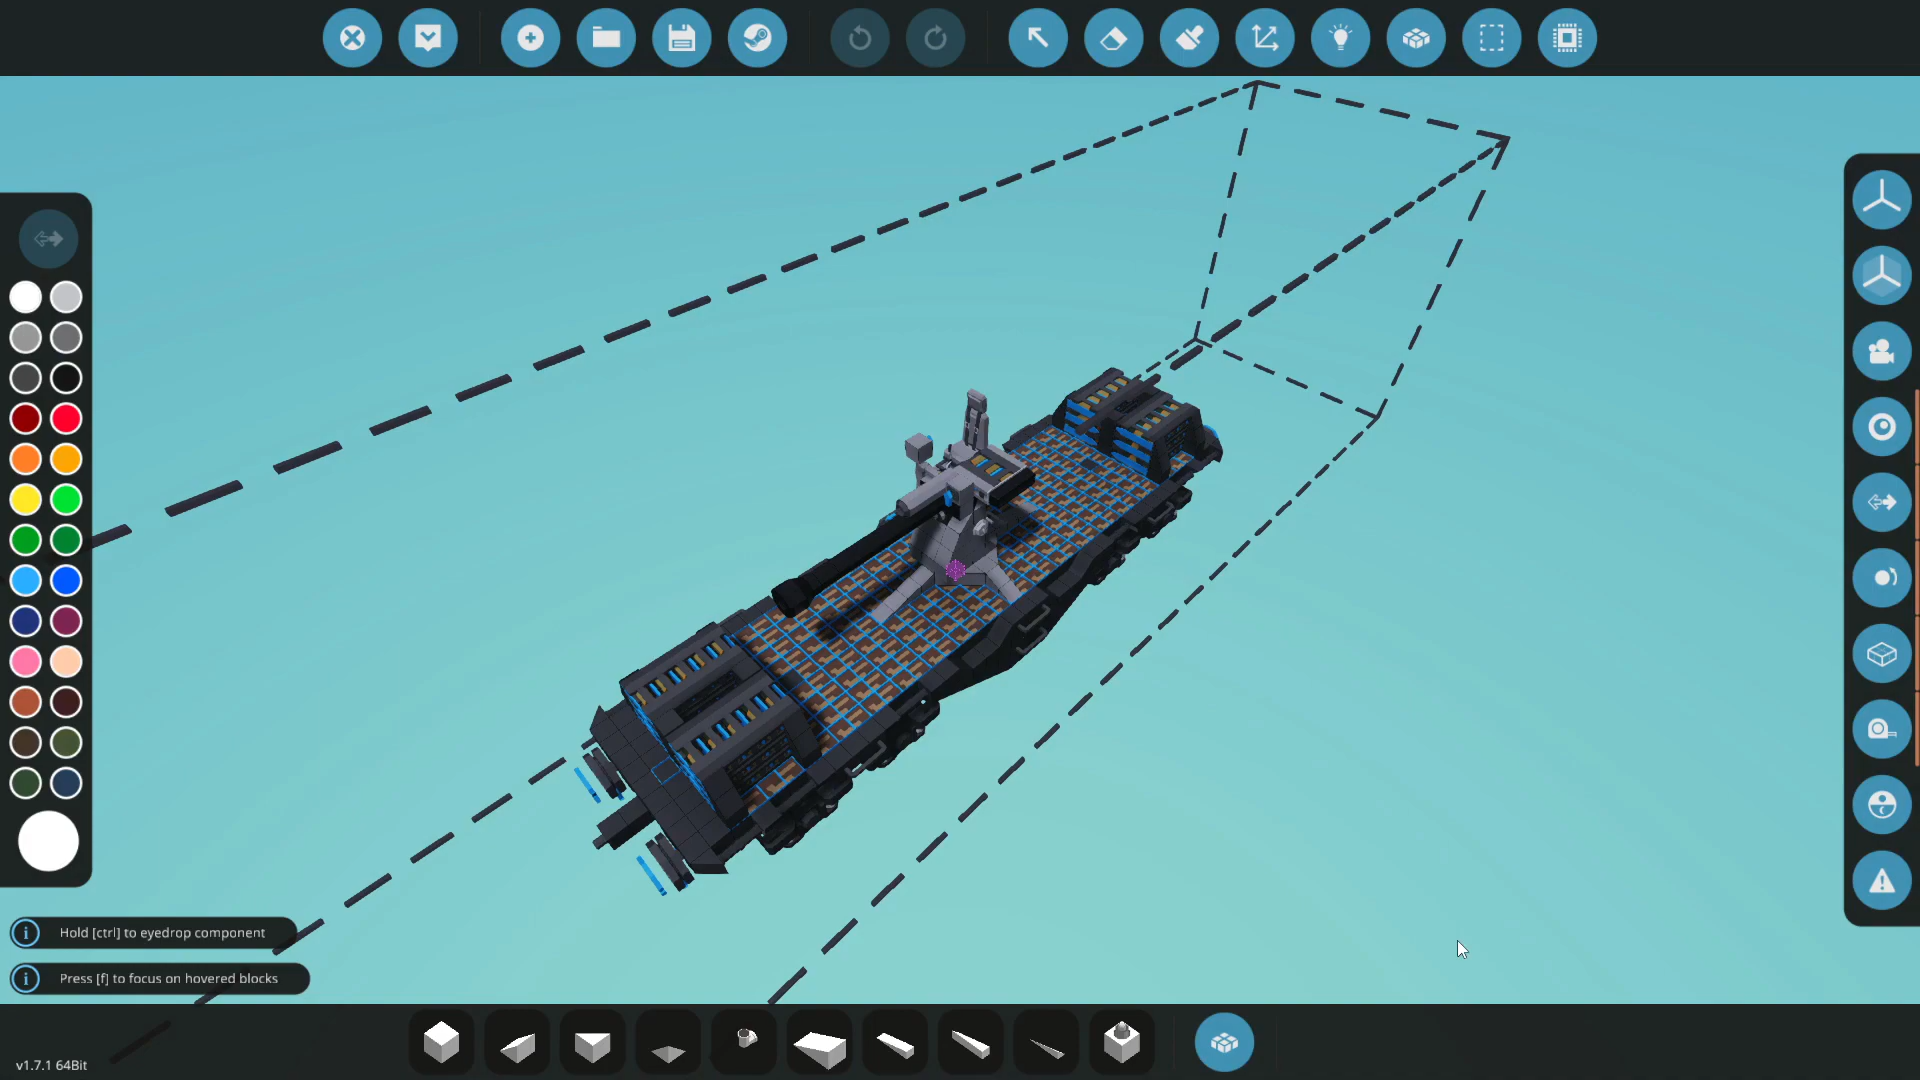 Hold [ctrl] to eyedrop component
Press [f] to focus on hovered blocks
v1.7.1 64Bit